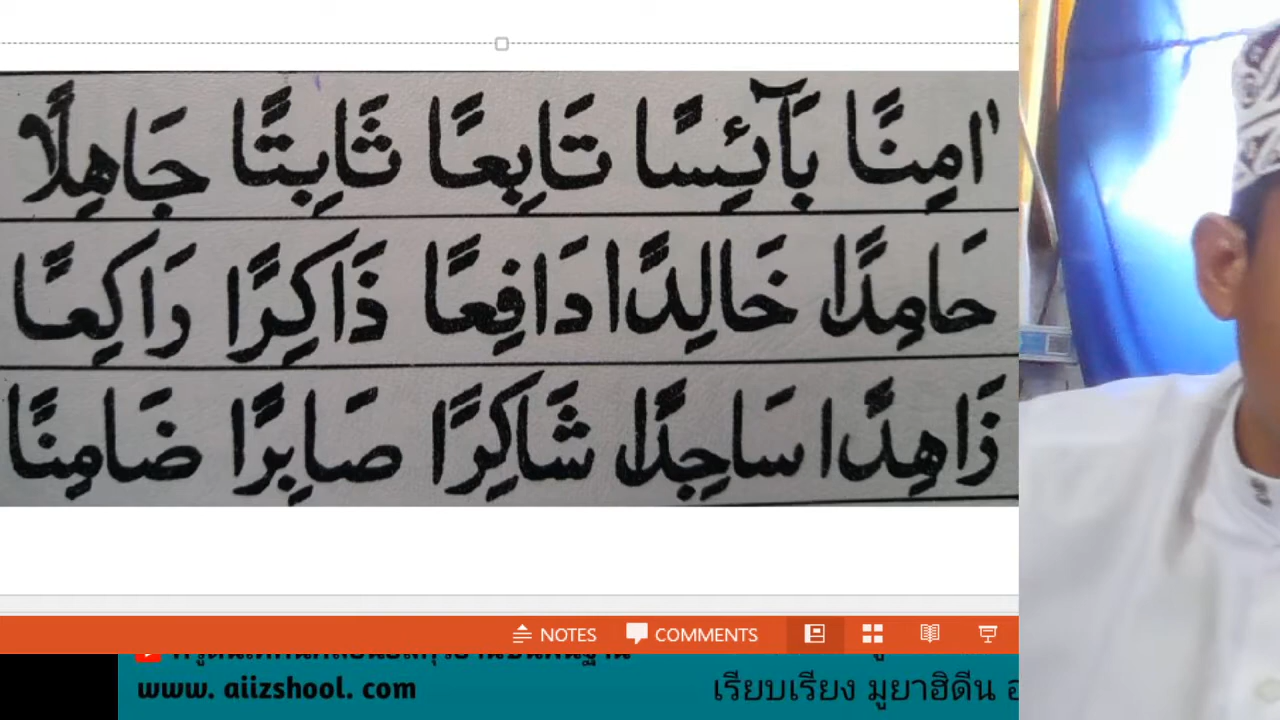 اٰمِنًا بَآئِسًا تَابِعًا ثَابِتًا جَاهِلًا
حَامِدًا خَالِدًا دَافِعًا ذَاكِرًا رَاكِعًا
زَاهِدًا سَاجِدًا شَاكِرًا صَابِرًا ضَامِنًا
NOTES COMMENTS
www. aiizshool. com เรียบเรียง มูยาฮิดีน